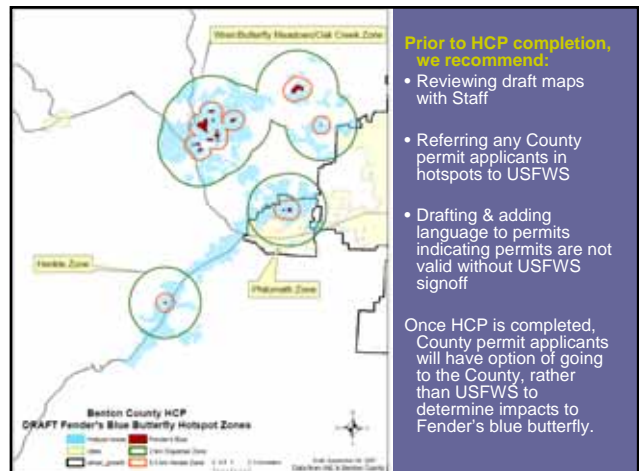 Wren/Butterfly Meadows/Oak Creek Zone
Henkle Zone
Philomath Zone
Benton County HCP
DRAFT Fender's Blue Butterfly Hotspot Zones
Fender's Blue
Prior to HCP completion,
we recommend:
• Reviewing draft maps
with Staff
• Referring any County
permit applicants in
hotspots to USFWS
• Drafting & adding
language to permits
indicating permits are not
valid without USFWS
signoff
Once HCP is completed,
County permit applicants
will have option of going
to the County, rather
than USFWS to
determine impacts to
Fender's blue butterfly.